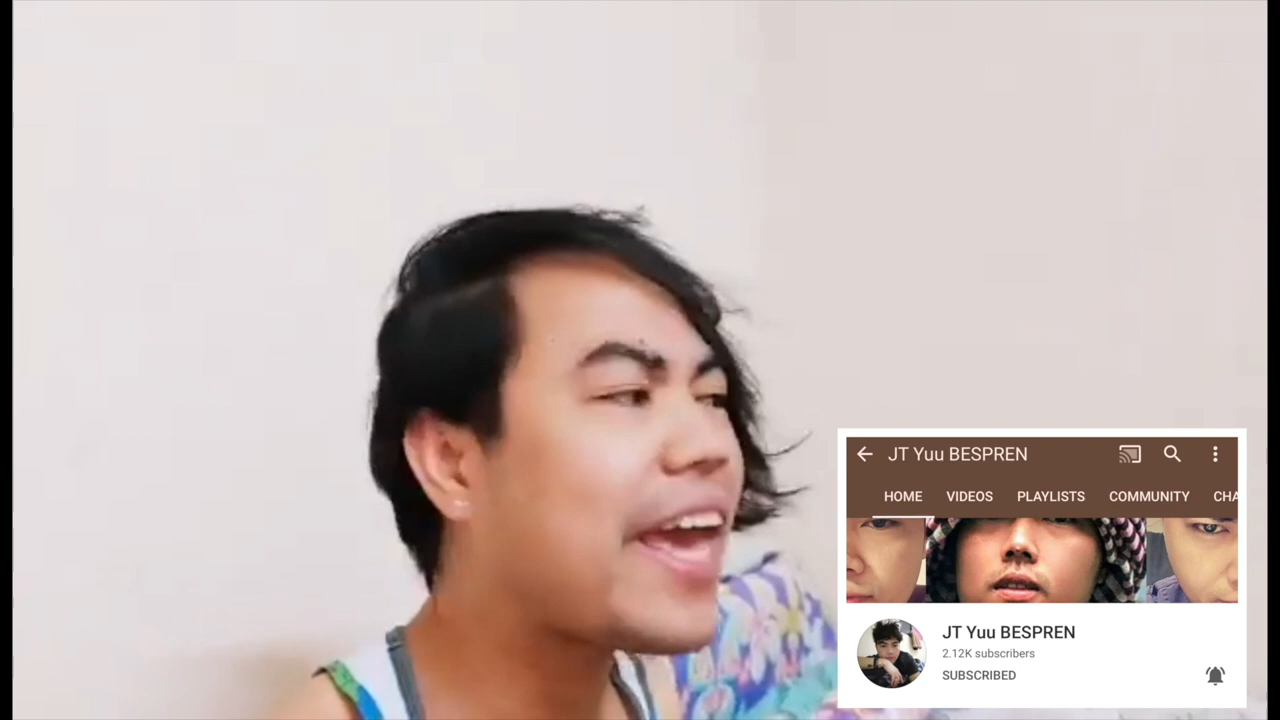 JT Yuu BESPREN
HOME VIDEOS PLAYLISTS COMMUNITY CHA
JT Yuu BESPREN
2.12K subscribers
SUBSCRIBED